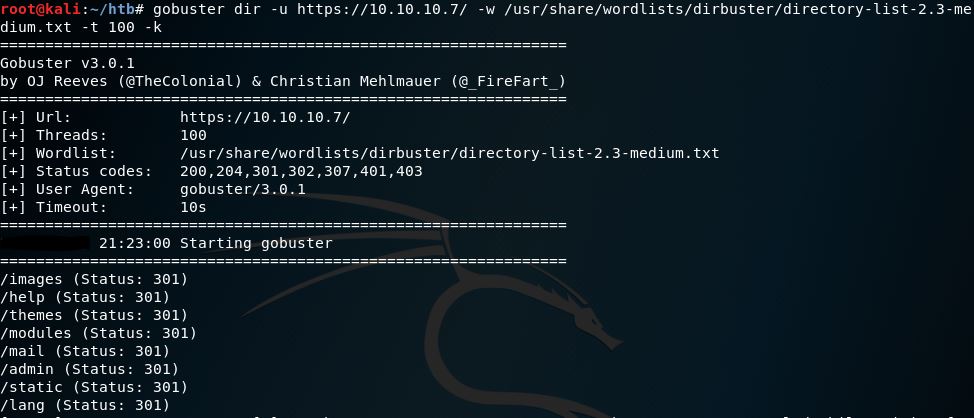 root@kali:~/htb# gobuster dir -u https://10.10.10.7/ -w /usr/share/wordlists/dirbuster/directory-list-2.3-me
dium.txt -t 100 -k
===============================================================
Gobuster v3.0.1
by OJ Reeves (@TheColonial) & Christian Mehlmauer (@_FireFart_)
===============================================================
[+] Url:            https://10.10.10.7/
[+] Threads:        100
[+] Wordlist:       /usr/share/wordlists/dirbuster/directory-list-2.3-medium.txt
[+] Status codes:   200,204,301,302,307,401,403
[+] User Agent:     gobuster/3.0.1
[+] Timeout:        10s
===============================================================
21:23:00 Starting gobuster
===============================================================
/images (Status: 301)
/help (Status: 301)
/themes (Status: 301)
/modules (Status: 301)
/mail (Status: 301)
/admin (Status: 301)
/static (Status: 301)
/lang (Status: 301)